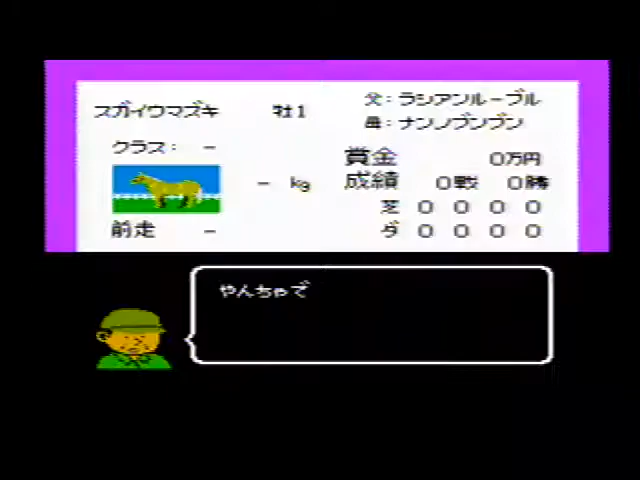 スガイウマズキ 牡1
父：ラシアンルーブル
母：ナンノブンブン
クラス： －
賞金 0万円
－ kg 成績 0戦 0勝
芝 0 0 0 0
前走 － ダ 0 0 0 0
やんちゃで